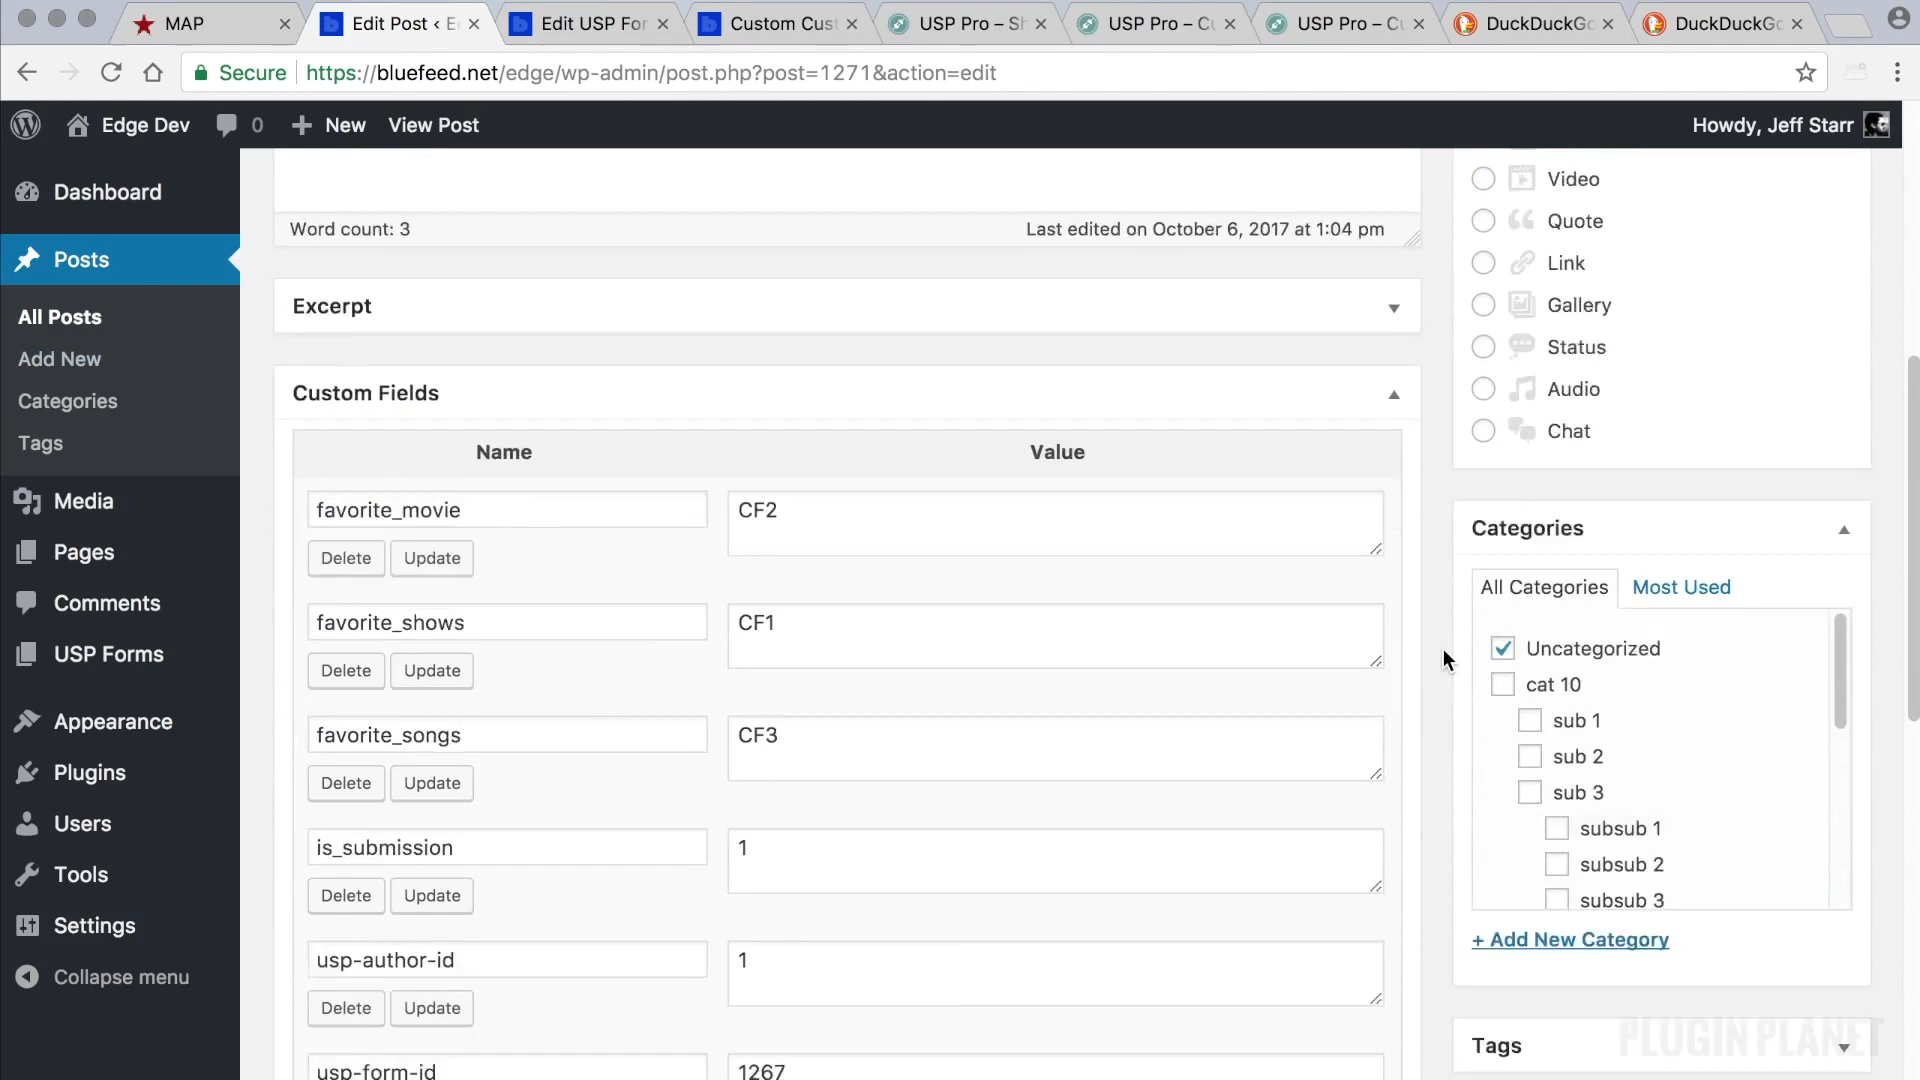 MAP
Edit Post ‹ E
Edit USP For
Custom Cus
USP Pro – Sh
USP Pro – Cu
USP Pro – Cu
DuckDuckGo
DuckDuckGo
Secure
https://bluefeed.net/edge/wp-admin/post.php?post=1271&action=edit
Edge Dev
0
New
View Post
Howdy, Jeff Starr
Dashboard
Posts
All Posts
Add New
Categories
Tags
Media
Pages
Comments
USP Forms
Appearance
Plugins
Users
Tools
Settings
Collapse menu
Word count: 3
Last edited on October 6, 2017 at 1:04 pm
Excerpt
Custom Fields
Name
Value
favorite_movie
CF2
Delete
Update
favorite_shows
CF1
Delete
Update
favorite_songs
CF3
Delete
Update
is_submission
1
Delete
Update
usp-author-id
1
Delete
Update
usp-form-id
1267
Video
Quote
Link
Gallery
Status
Audio
Chat
Categories
All Categories
Most Used
Uncategorized
cat 10
sub 1
sub 2
sub 3
subsub 1
subsub 2
subsub 3
+ Add New Category
Tags
PLUGIN PLANET